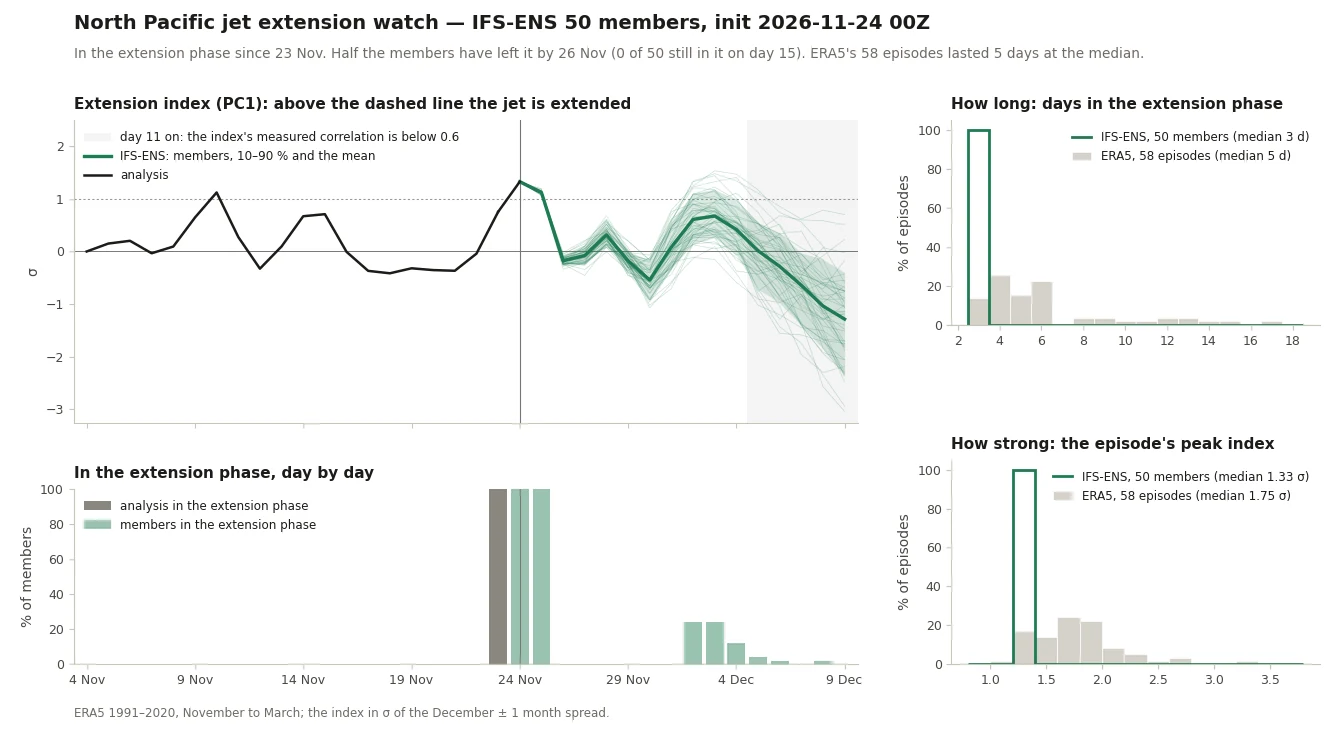 North Pacific jet extension watch — IFS-ENS 50 members, init 2026-11-24 00Z
In the extension phase since 23 Nov. Half the members have left it by 26 Nov (0 of 50 still in it on day 15). ERA5's 58 episodes lasted 5 days at the median.
Extension index (PC1): above the dashed line the jet is extended
day 11 on: the index's measured correlation is below 0.6
IFS-ENS: members, 10–90 % and the mean
analysis
σ
2
1
0
−1
−2
−3
How long: days in the extension phase
IFS-ENS, 50 members (median 3 d)
ERA5, 58 episodes (median 5 d)
% of episodes
100
80
60
40
20
0
2 4 6 8 10 12 14 16 18
In the extension phase, day by day
analysis in the extension phase
members in the extension phase
% of members
100
80
60
40
20
0
4 Nov 9 Nov 14 Nov 19 Nov 24 Nov 29 Nov 4 Dec 9 Dec
How strong: the episode's peak index
IFS-ENS, 50 members (median 1.33 σ)
ERA5, 58 episodes (median 1.75 σ)
% of episodes
100
80
60
40
20
0
1.0 1.5 2.0 2.5 3.0 3.5
ERA5 1991–2020, November to March; the index in σ of the December ± 1 month spread.